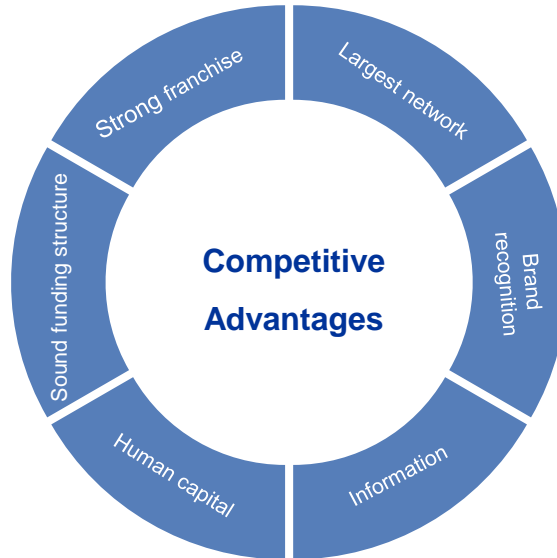 Strong franchise
Largest network
Brand
recognition
Information
Human capital
Sound funding structure
Competitive
Advantages